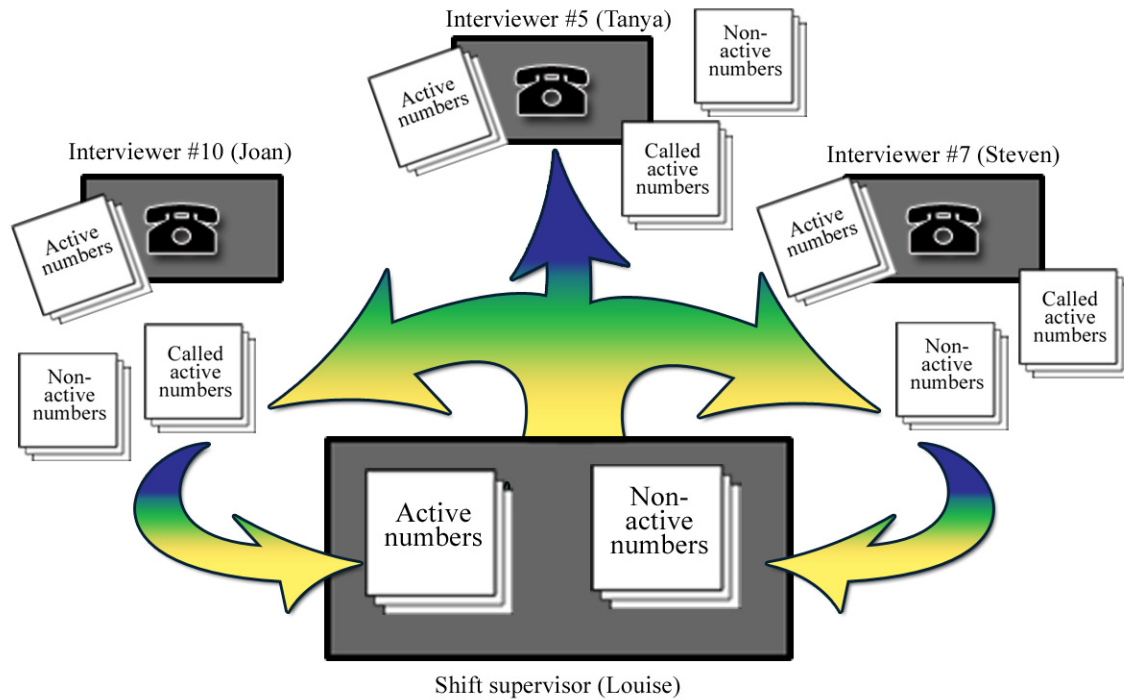 Interviewer #5 (Tanya)
Active
numbers
Non-
active
numbers
Called
active
numbers
Interviewer #10 (Joan)
Active
numbers
Non-
active
numbers
Called
active
numbers
Interviewer #7 (Steven)
Active
numbers
Called
active
numbers
Non-
active
numbers
Active
numbers
Non-
active
numbers
Shift supervisor (Louise)